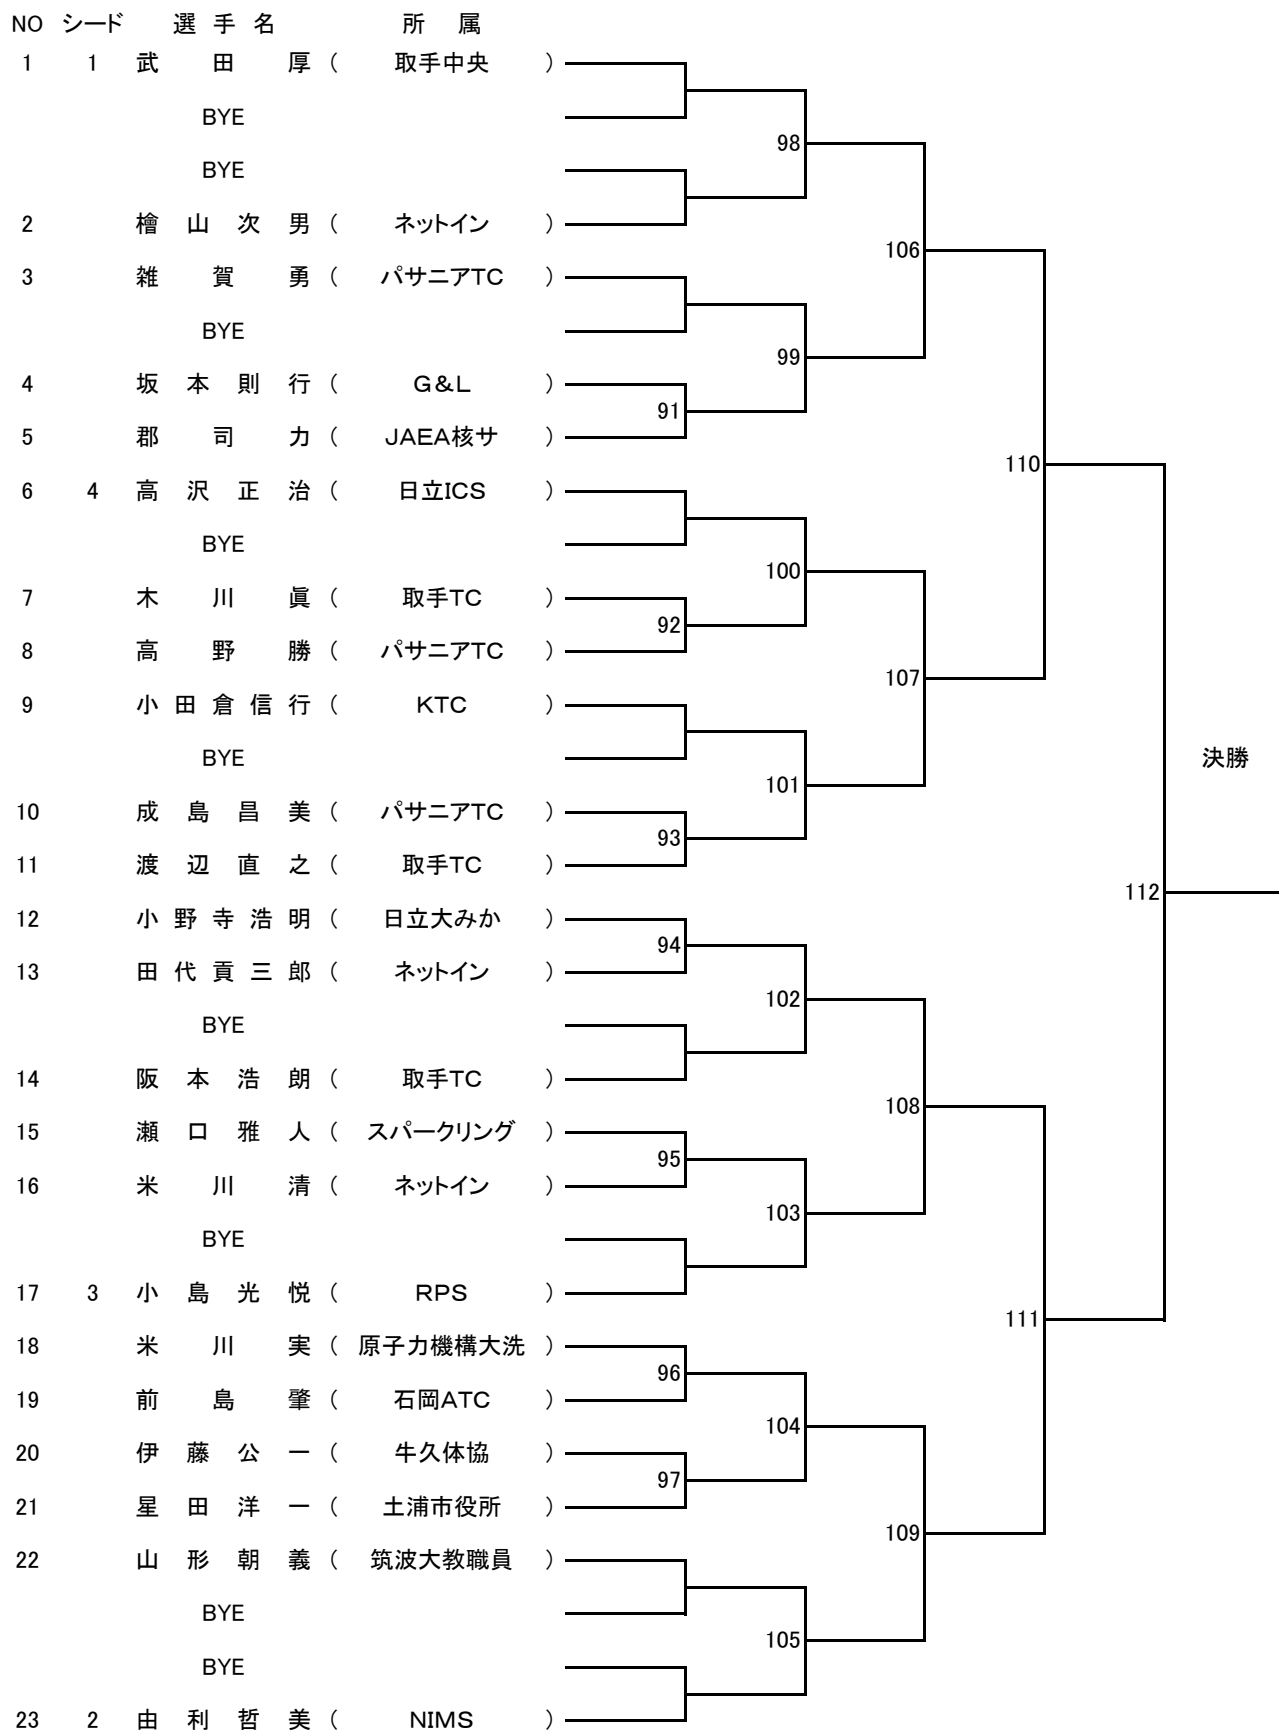 NO シード 選手名 所属
1 1 武田厚 ( 取手中央 )
BYE
98
BYE
2 檜山次男 ( ネットイン )
106
3 雑賀勇 ( パサニアTC )
BYE
99
4 坂本則行 ( G&L )
91
5 郡司力 ( JAEA核サ )
110
6 4 高沢正治 ( 日立ICS )
BYE
100
7 木川眞 ( 取手TC )
92
8 高野勝 ( パサニアTC )
107
9 小田倉信行 ( KTC )
BYE 決勝
101
10 成島昌美 ( パサニアTC )
93
11 渡辺直之 ( 取手TC )
112
12 小野寺浩明 ( 日立大みか )
94
13 田代貢三郎 ( ネットイン )
102
BYE
14 阪本浩朗 ( 取手TC )
108
15 瀬口雅人 ( スパークリング )
95
16 米川清 ( ネットイン )
103
BYE
17 3 小島光悦 ( RPS )
111
18 米川実 ( 原子力機構大洗 )
96
19 前島肇 ( 石岡ATC )
104
20 伊藤公一 ( 牛久体協 )
97
21 星田洋一 ( 土浦市役所 )
109
22 山形朝義 ( 筑波大教職員 )
BYE
105
BYE
23 2 由利哲美 ( NIMS )